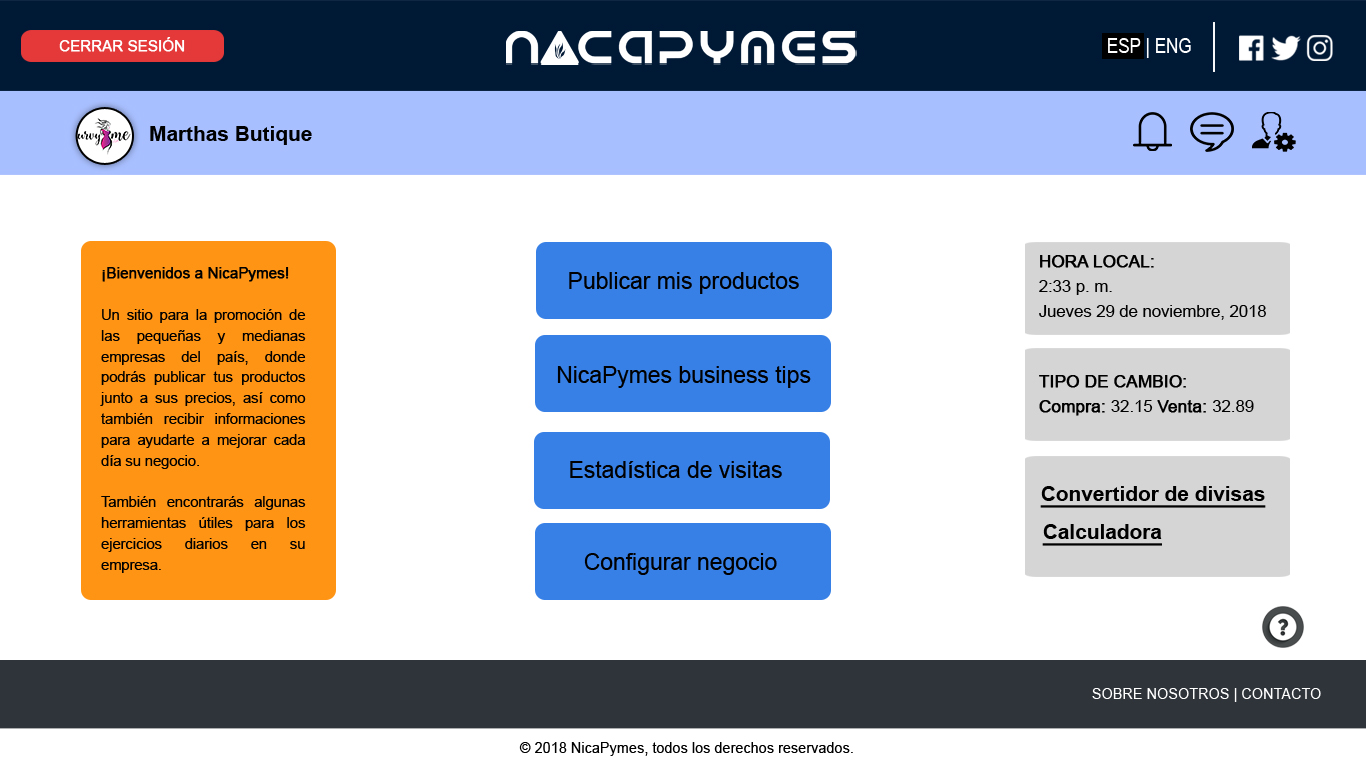 CERRAR SESIÓN
NACAPYMES
ESP | ENG
urvy me
Marthas Butique
¡Bienvenidos a NicaPymes!
Un sitio para la promoción de
las pequeñas y medianas
empresas del país, donde
podrás publicar tus productos
junto a sus precios, así como
también recibir informaciones
para ayudarte a mejorar cada
día su negocio.
También encontrarás algunas
herramientas útiles para los
ejercicios diarios en su
empresa.
Publicar mis productos
NicaPymes business tips
Estadística de visitas
Configurar negocio
HORA LOCAL:
2:33 p. m.
Jueves 29 de noviembre, 2018
TIPO DE CAMBIO:
Compra: 32.15 Venta: 32.89
Convertidor de divisas
Calculadora
?
SOBRE NOSOTROS | CONTACTO
© 2018 NicaPymes, todos los derechos reservados.